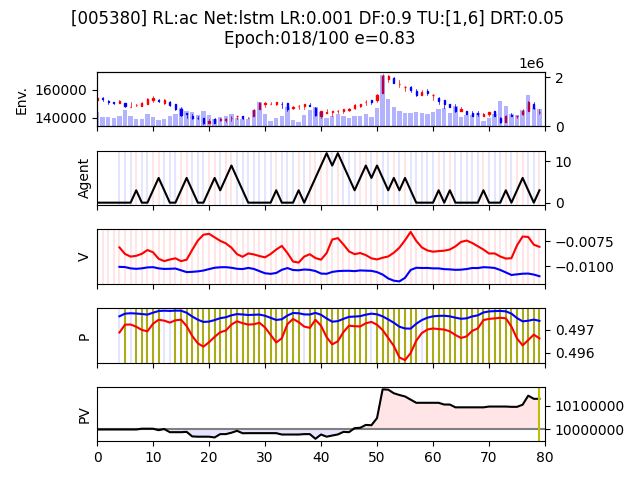 [005380] RL:ac Net:lstm LR:0.001 DF:0.9 TU:[1,6] DRT:0.05
Epoch:018/100 e=0.83
1e6
Env.
160000
140000
2
0
Agent
10
0
V
−0.0075
−0.0100
P
0.497
0.496
PV
10100000
10000000
0 10 20 30 40 50 60 70 80